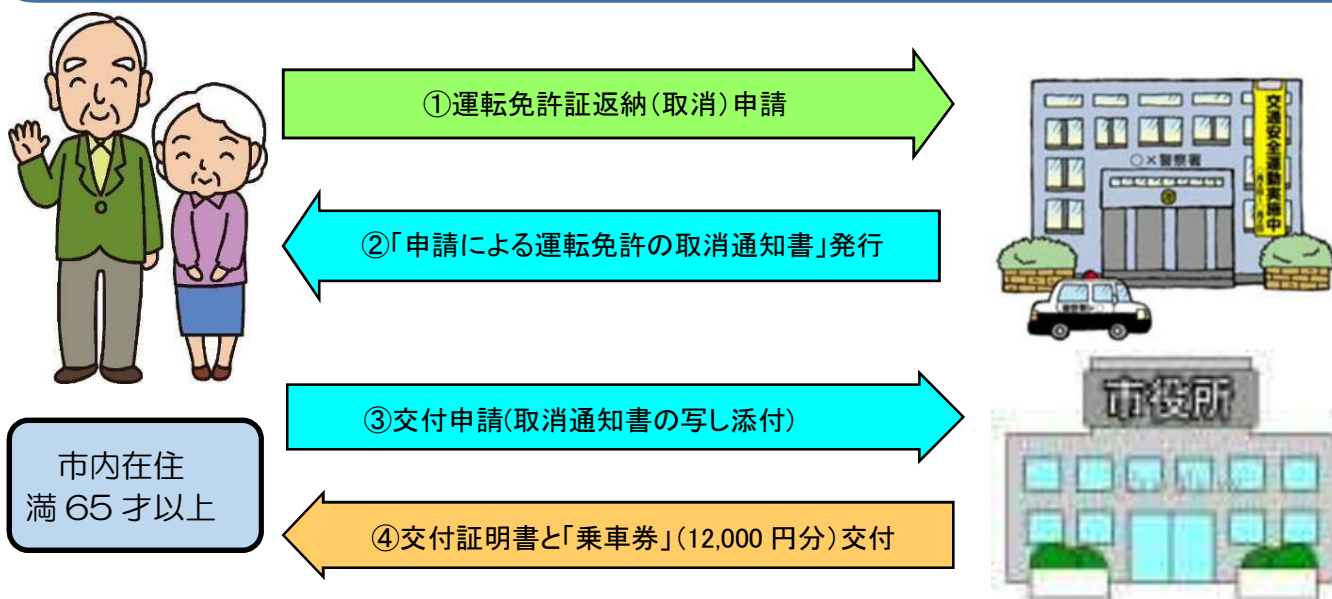 ①運転免許証返納(取消)申請
○×警察署
交通安全運動実施中
②「申請による運転免許の取消通知書」発行
③交付申請(取消通知書の写し添付)
市役所
市内在住
満65才以上
④交付証明書と「乗車券」(12,000円分)交付